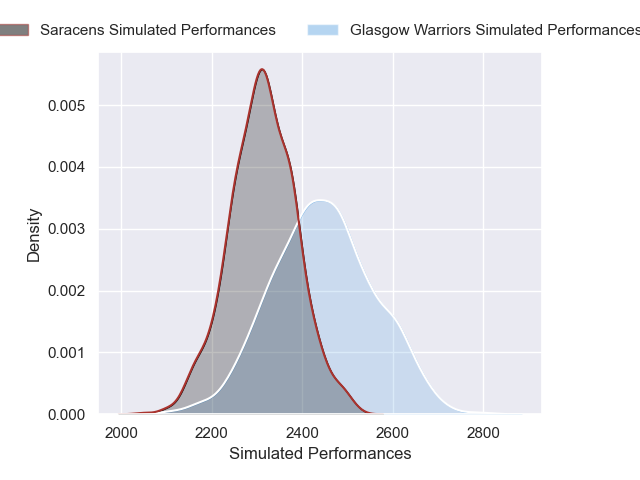 Saracens Simulated Performances
Glasgow Warriors Simulated Performances
0.005
0.004
0.003
0.002
0.001
0.000
Density
2000
2200
2400
2600
2800
Simulated Performances